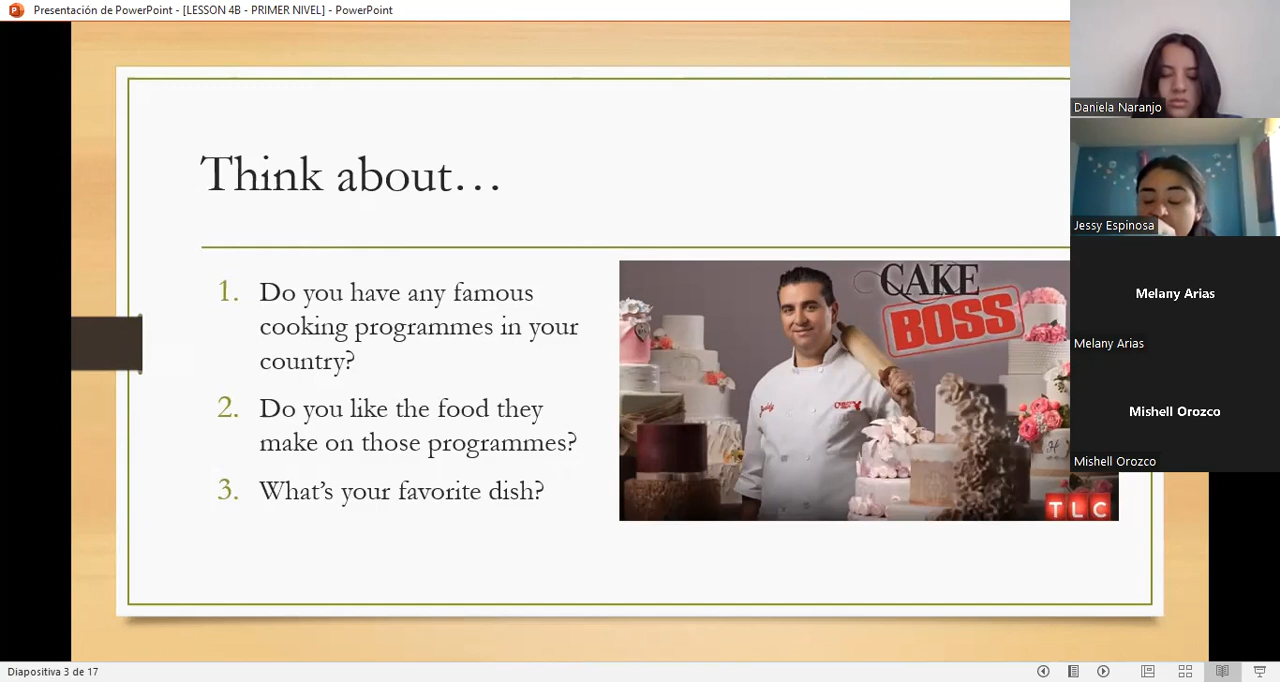 Presentación de PowerPoint - [LESSON 4B - PRIMER NIVEL] - PowerPoint
Think about…
1. Do you have any famous
cooking programmes in your
country?
2. Do you like the food they
make on those programmes?
3. What's your favorite dish?
CAKE
BOSS
Buddy
TLC
Daniela Naranjo
Jessy Espinosa
Melany Arias
Melany Arias
Mishell Orozco
Mishell Orozco
Diapositiva 3 de 17